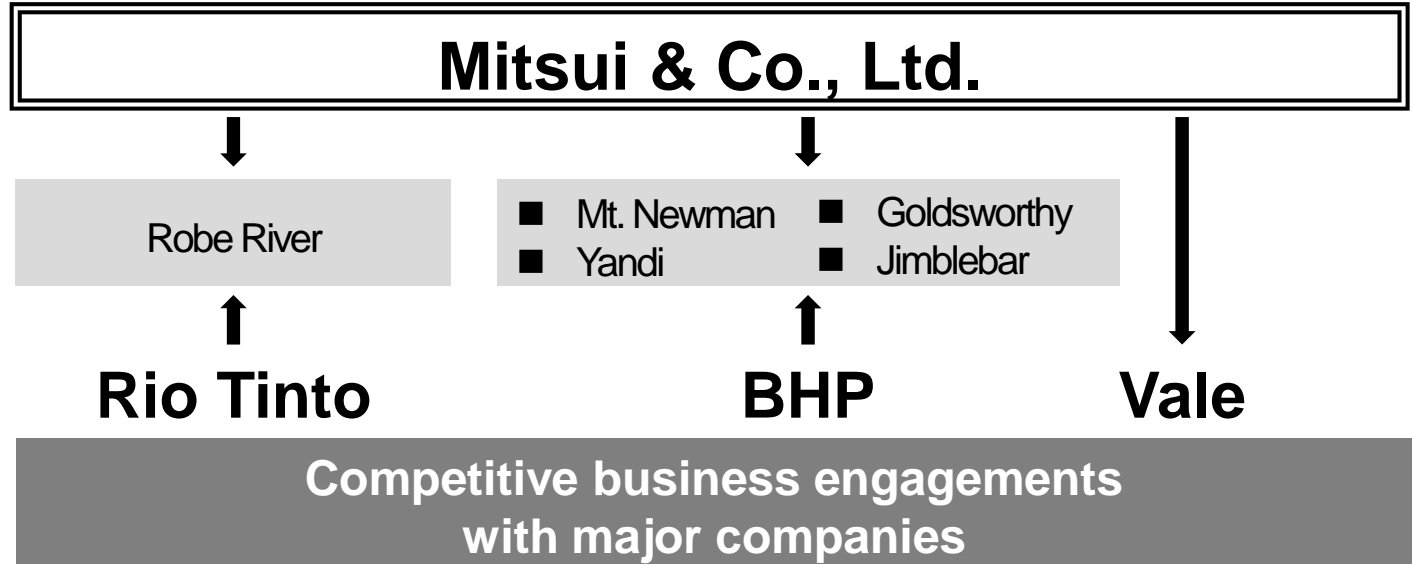 Mitsui & Co., Ltd.
Robe River
■ Mt. Newman ■ Goldsworthy
■ Yandi ■ Jimblebar
Rio Tinto BHP Vale
Competitive business engagements
with major companies